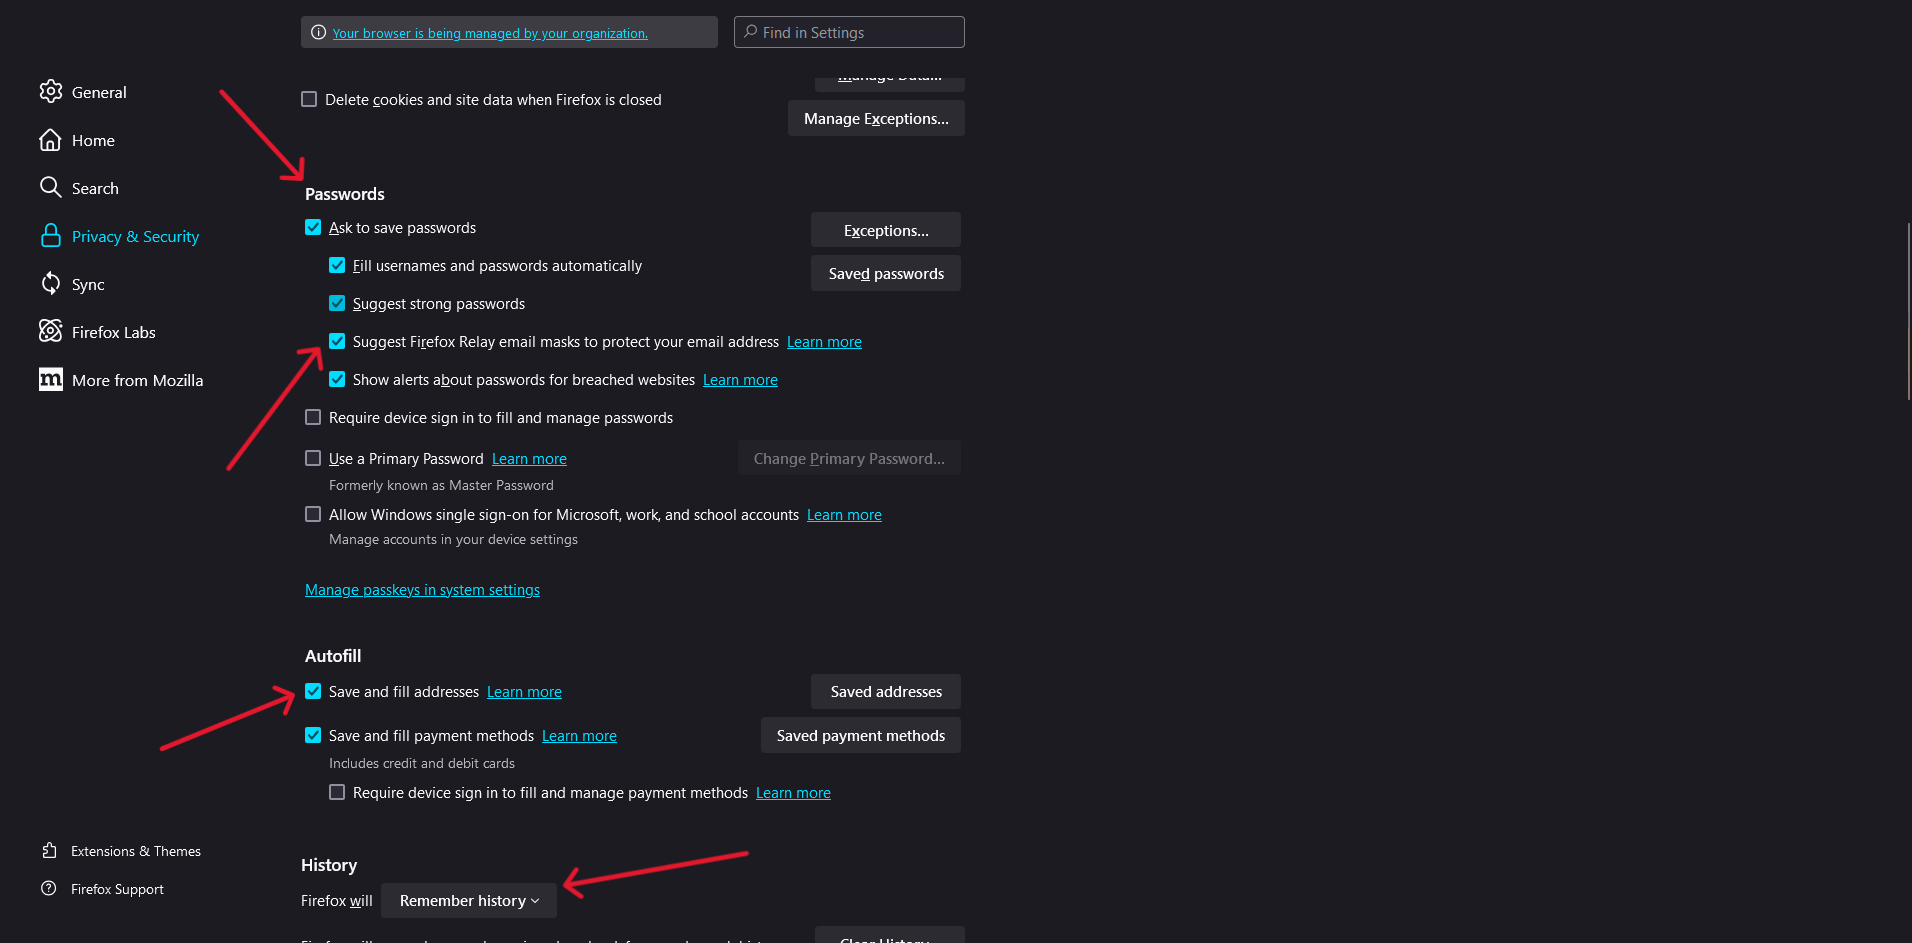 Your browser is being managed by your organization.
Find in Settings
General
Home
Search
Privacy & Security
Sync
Firefox Labs
m More from Mozilla
Extensions & Themes
Firefox Support
Manage Data...
Delete cookies and site data when Firefox is closed
Manage Exceptions...
Passwords
Ask to save passwords
Exceptions...
Fill usernames and passwords automatically
Saved passwords
Suggest strong passwords
Suggest Firefox Relay email masks to protect your email address Learn more
Show alerts about passwords for breached websites Learn more
Require device sign in to fill and manage passwords
Use a Primary Password Learn more
Change Primary Password...
Formerly known as Master Password
Allow Windows single sign-on for Microsoft, work, and school accounts Learn more
Manage accounts in your device settings
Manage passkeys in system settings
Autofill
Save and fill addresses Learn more
Saved addresses
Save and fill payment methods Learn more
Saved payment methods
Includes credit and debit cards
Require device sign in to fill and manage payment methods Learn more
History
Firefox will Remember history
Clear History